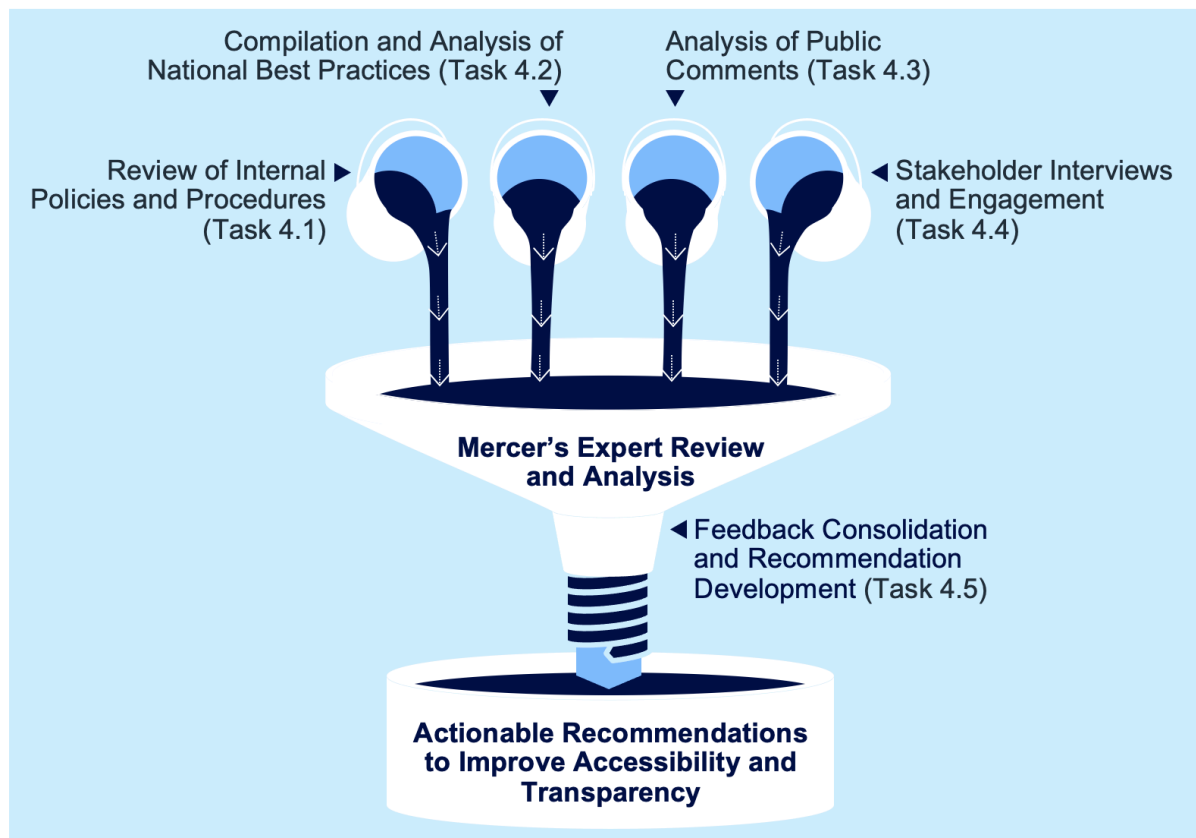 Compilation and Analysis of
National Best Practices (Task 4.2)
Analysis of Public
Comments (Task 4.3)
Review of Internal
Policies and Procedures
(Task 4.1)
Stakeholder Interviews
and Engagement
(Task 4.4)
Mercer’s Expert Review
and Analysis
Feedback Consolidation
and Recommendation
Development (Task 4.5)
Actionable Recommendations
to Improve Accessibility and
Transparency